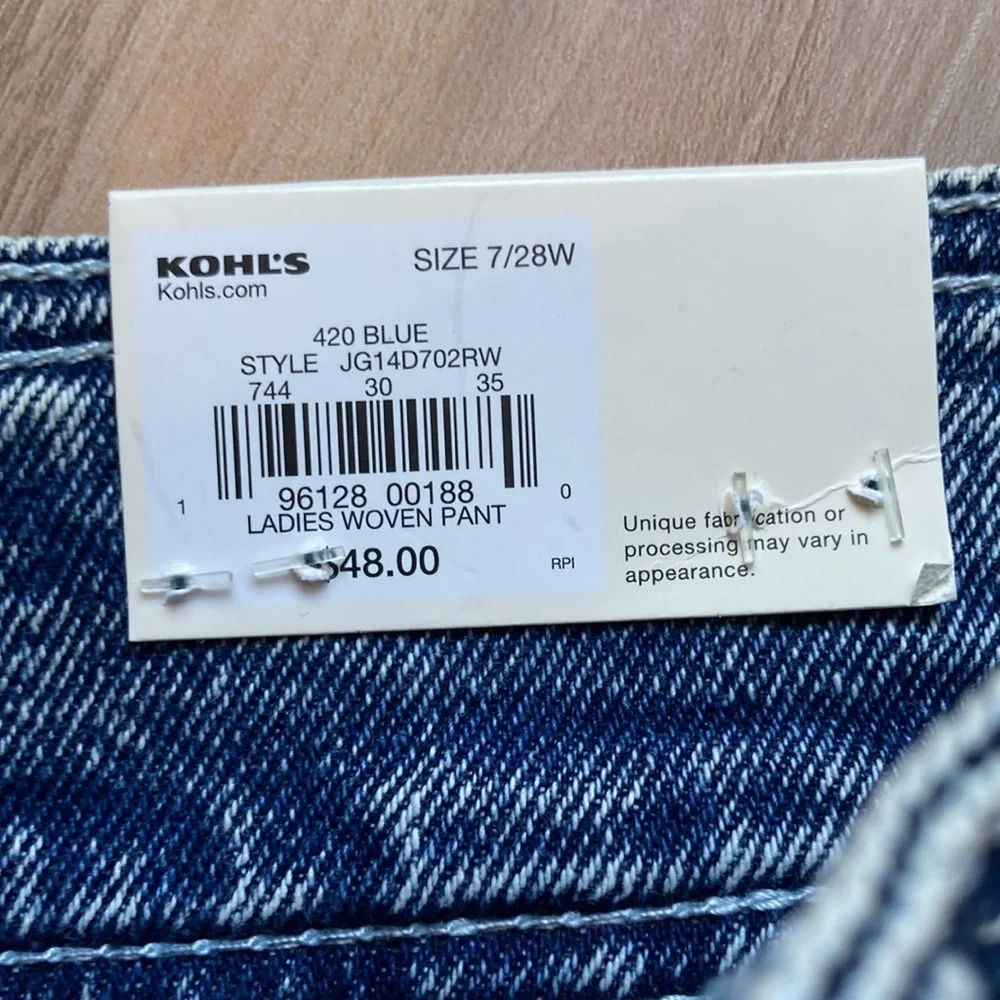 KOHL'S
Kohls.com
SIZE 7/28W
420 BLUE
STYLE JG14D702RW
744 30 35
1 96128 00188 0
LADIES WOVEN PANT
$48.00
RPI
Unique fabrication or
processing may vary in
appearance.